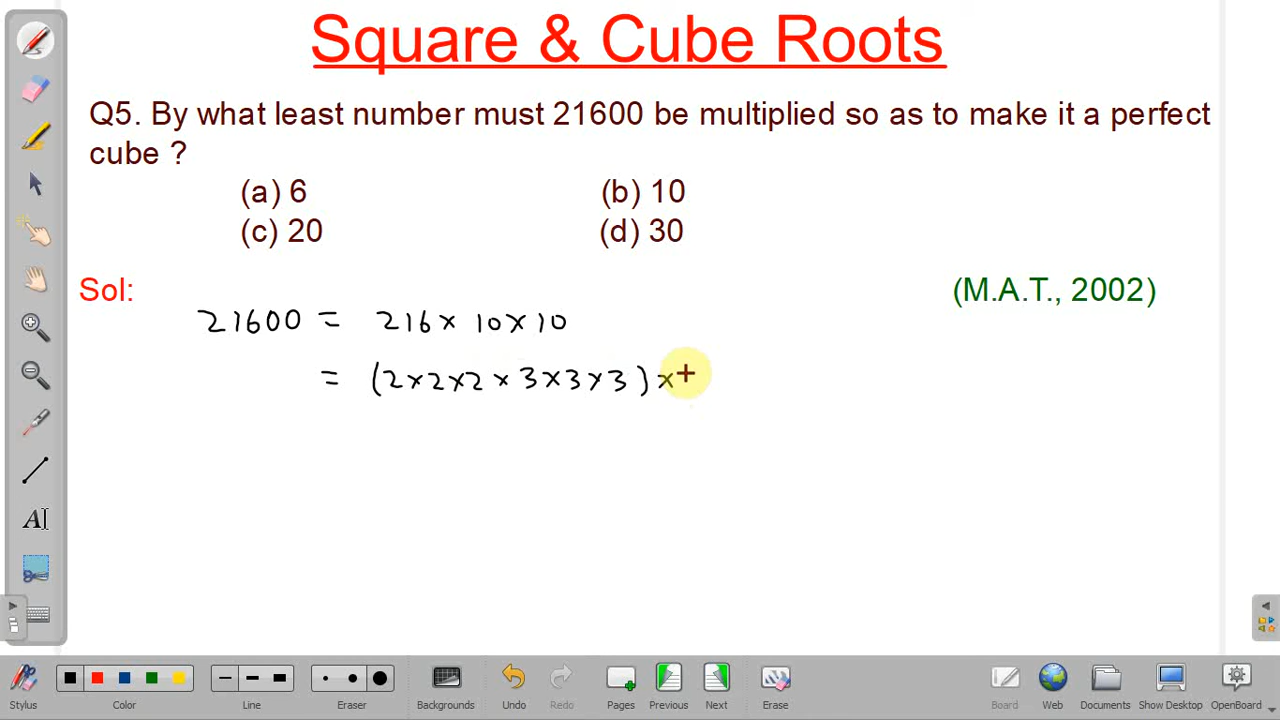 Square & Cube Roots
Q5. By what least number must 21600 be multiplied so as to make it a perfect
cube ?
(a) 6 (b) 10
(c) 20 (d) 30
Sol: (M.A.T., 2002)
21600 = 216 × 10 × 10
= (2×2×2 × 3×3×3) ×
AI
Stylus Color Line Eraser Backgrounds Undo Redo Pages Previous Next Erase Board Web Documents Show Desktop OpenBoard